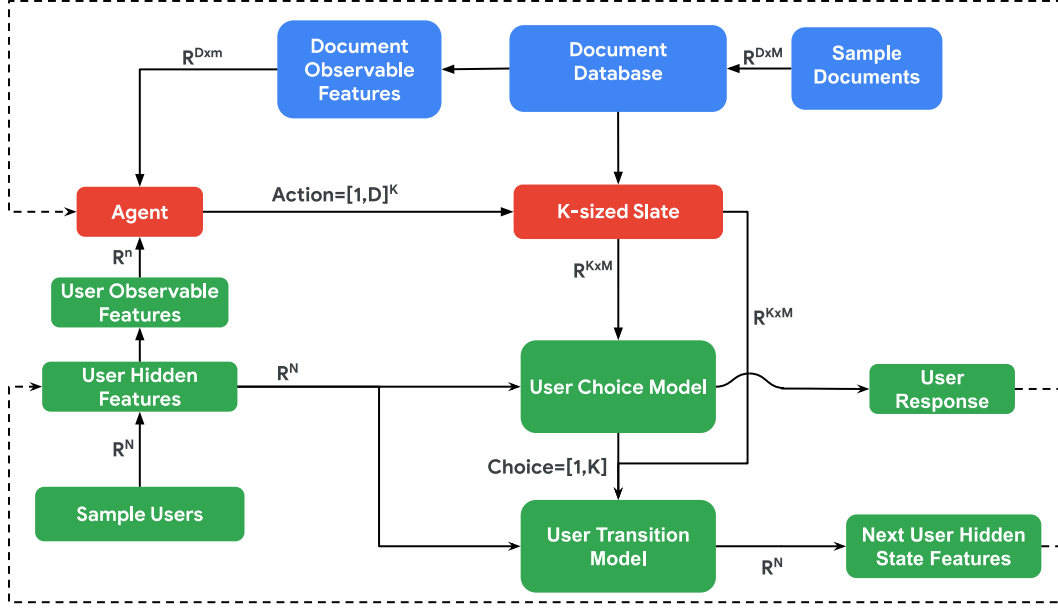 Document
Observable
Features
Document
Database
Sample
Documents
R^Dxm
R^DxM
Agent
Action=[1,D]^K
K-sized Slate
R^n
R^KxM
R^KxM
User Observable
Features
User Hidden
Features
R^N
User Choice Model
User
Response
R^N
Choice=[1,K]
Sample Users
User Transition
Model
R^N
Next User Hidden
State Features